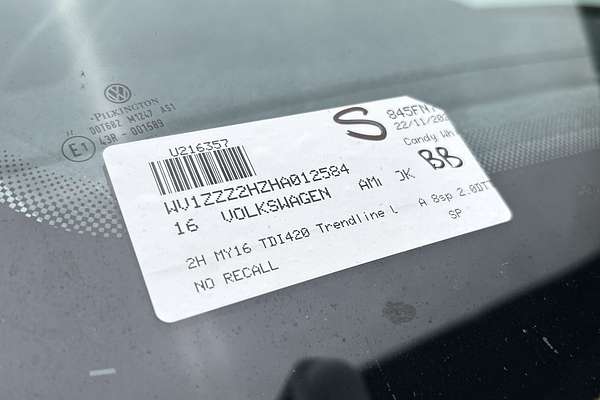 PILKINGTON
DOT682 M1247 AS1
43R-001589
E1
U216357
WV1ZZZ2HZHA012584
16 VOLKSWAGEN AMi JK
2H MY16 TDI420 Trendline L A 8sp 2.0DT
NO RECALL
SP
S
845FN
22/11/20
Candy Wh
BB